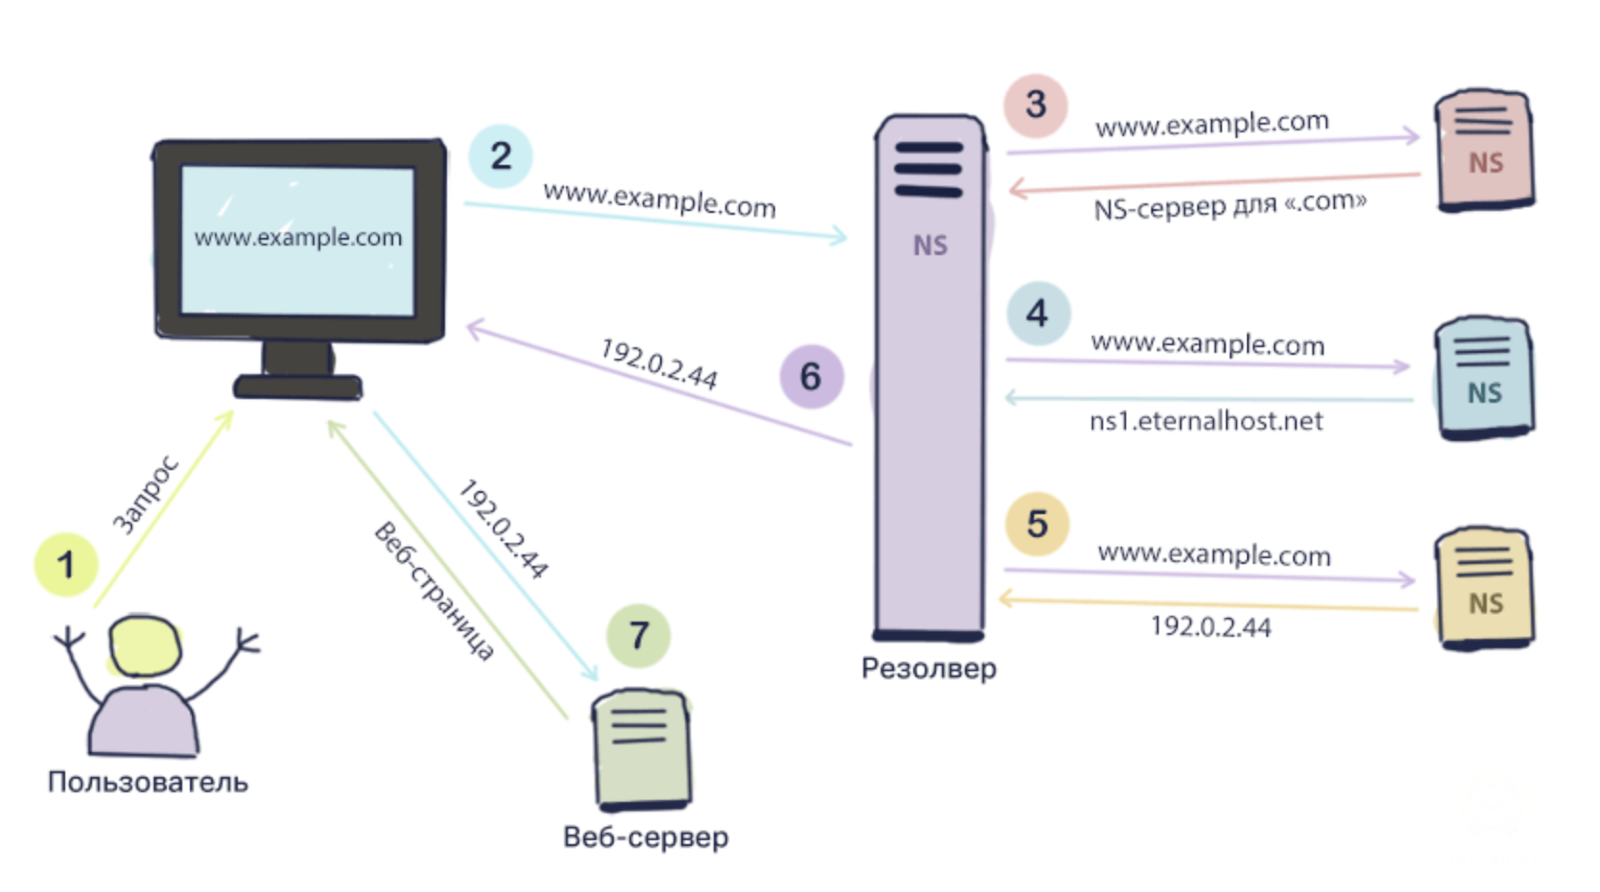 3
www.example.com
NS
NS-сервер для «.com»
2
www.example.com
www.example.com
NS
4
www.example.com
NS
ns1.eternalhost.net
6
192.0.2.44
5
www.example.com
NS
192.0.2.44
1
Запрос
192.0.2.44
Веб-страница
7
Резолвер
Пользователь
Веб-сервер